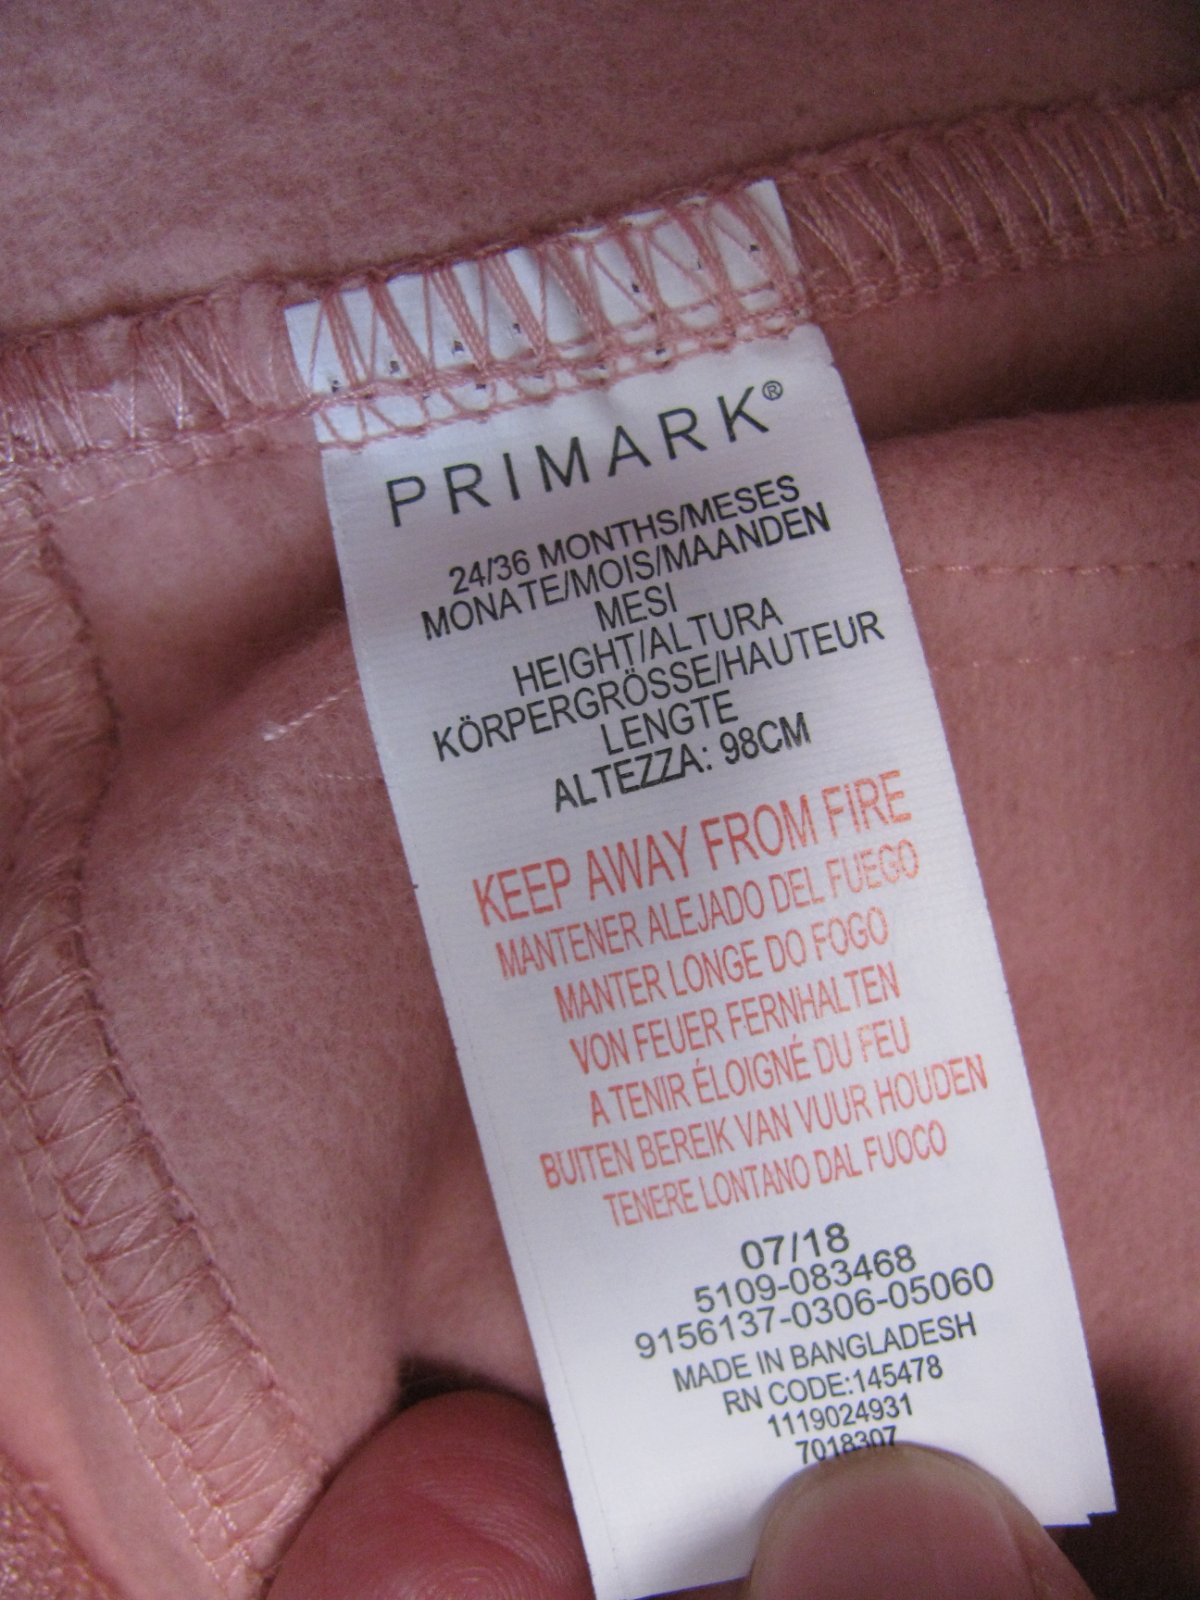 PRIMARK®
24/36 MONTHS/MESES
MONATE/MOIS/MAANDEN
MESI
HEIGHT/ALTURA
KÖRPERGRÖSSE/HAUTEUR
LENGTE
ALTEZZA: 98CM
KEEP AWAY FROM FIRE
MANTENER ALEJADO DEL FUEGO
MANTER LONGE DO FOGO
VON FEUER FERNHALTEN
A TENIR ÉLOIGNÉ DU FEU
BUITEN BEREIK VAN VUUR HOUDEN
TENERE LONTANO DAL FUOCO
07/18
5109-083468
9156137-0306-05060
MADE IN BANGLADESH
RN CODE:145478
1119024931
7018307